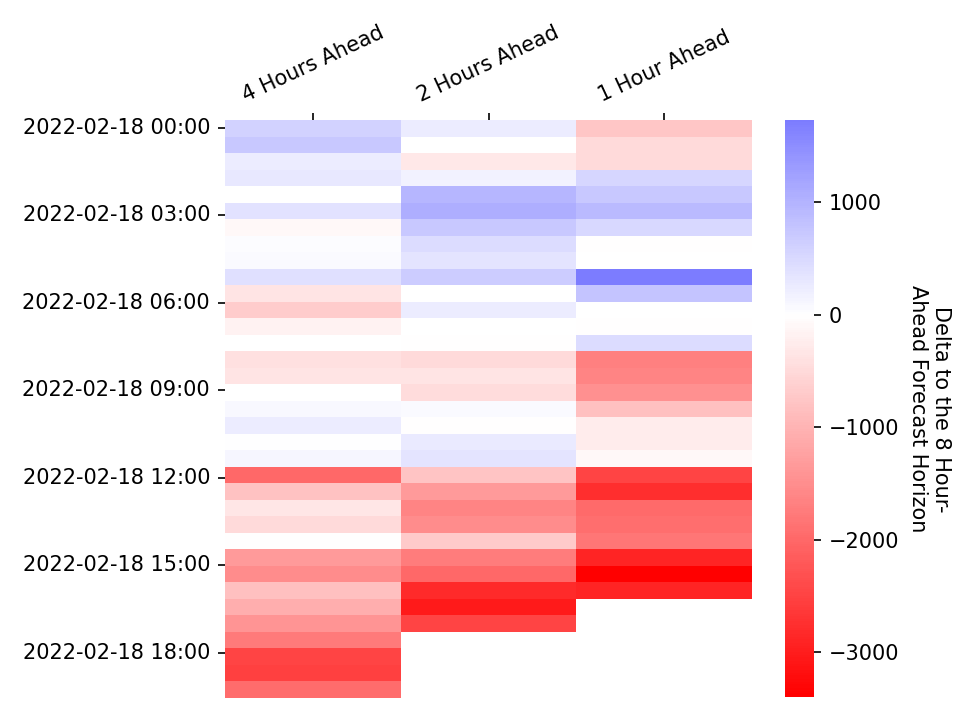 4 Hours Ahead
2 Hours Ahead
1 Hour Ahead
2022-02-18 00:00
2022-02-18 03:00
2022-02-18 06:00
2022-02-18 09:00
2022-02-18 12:00
2022-02-18 15:00
2022-02-18 18:00
1000
0
−1000
−2000
−3000
Delta to the 8 Hour-
Ahead Forecast Horizon